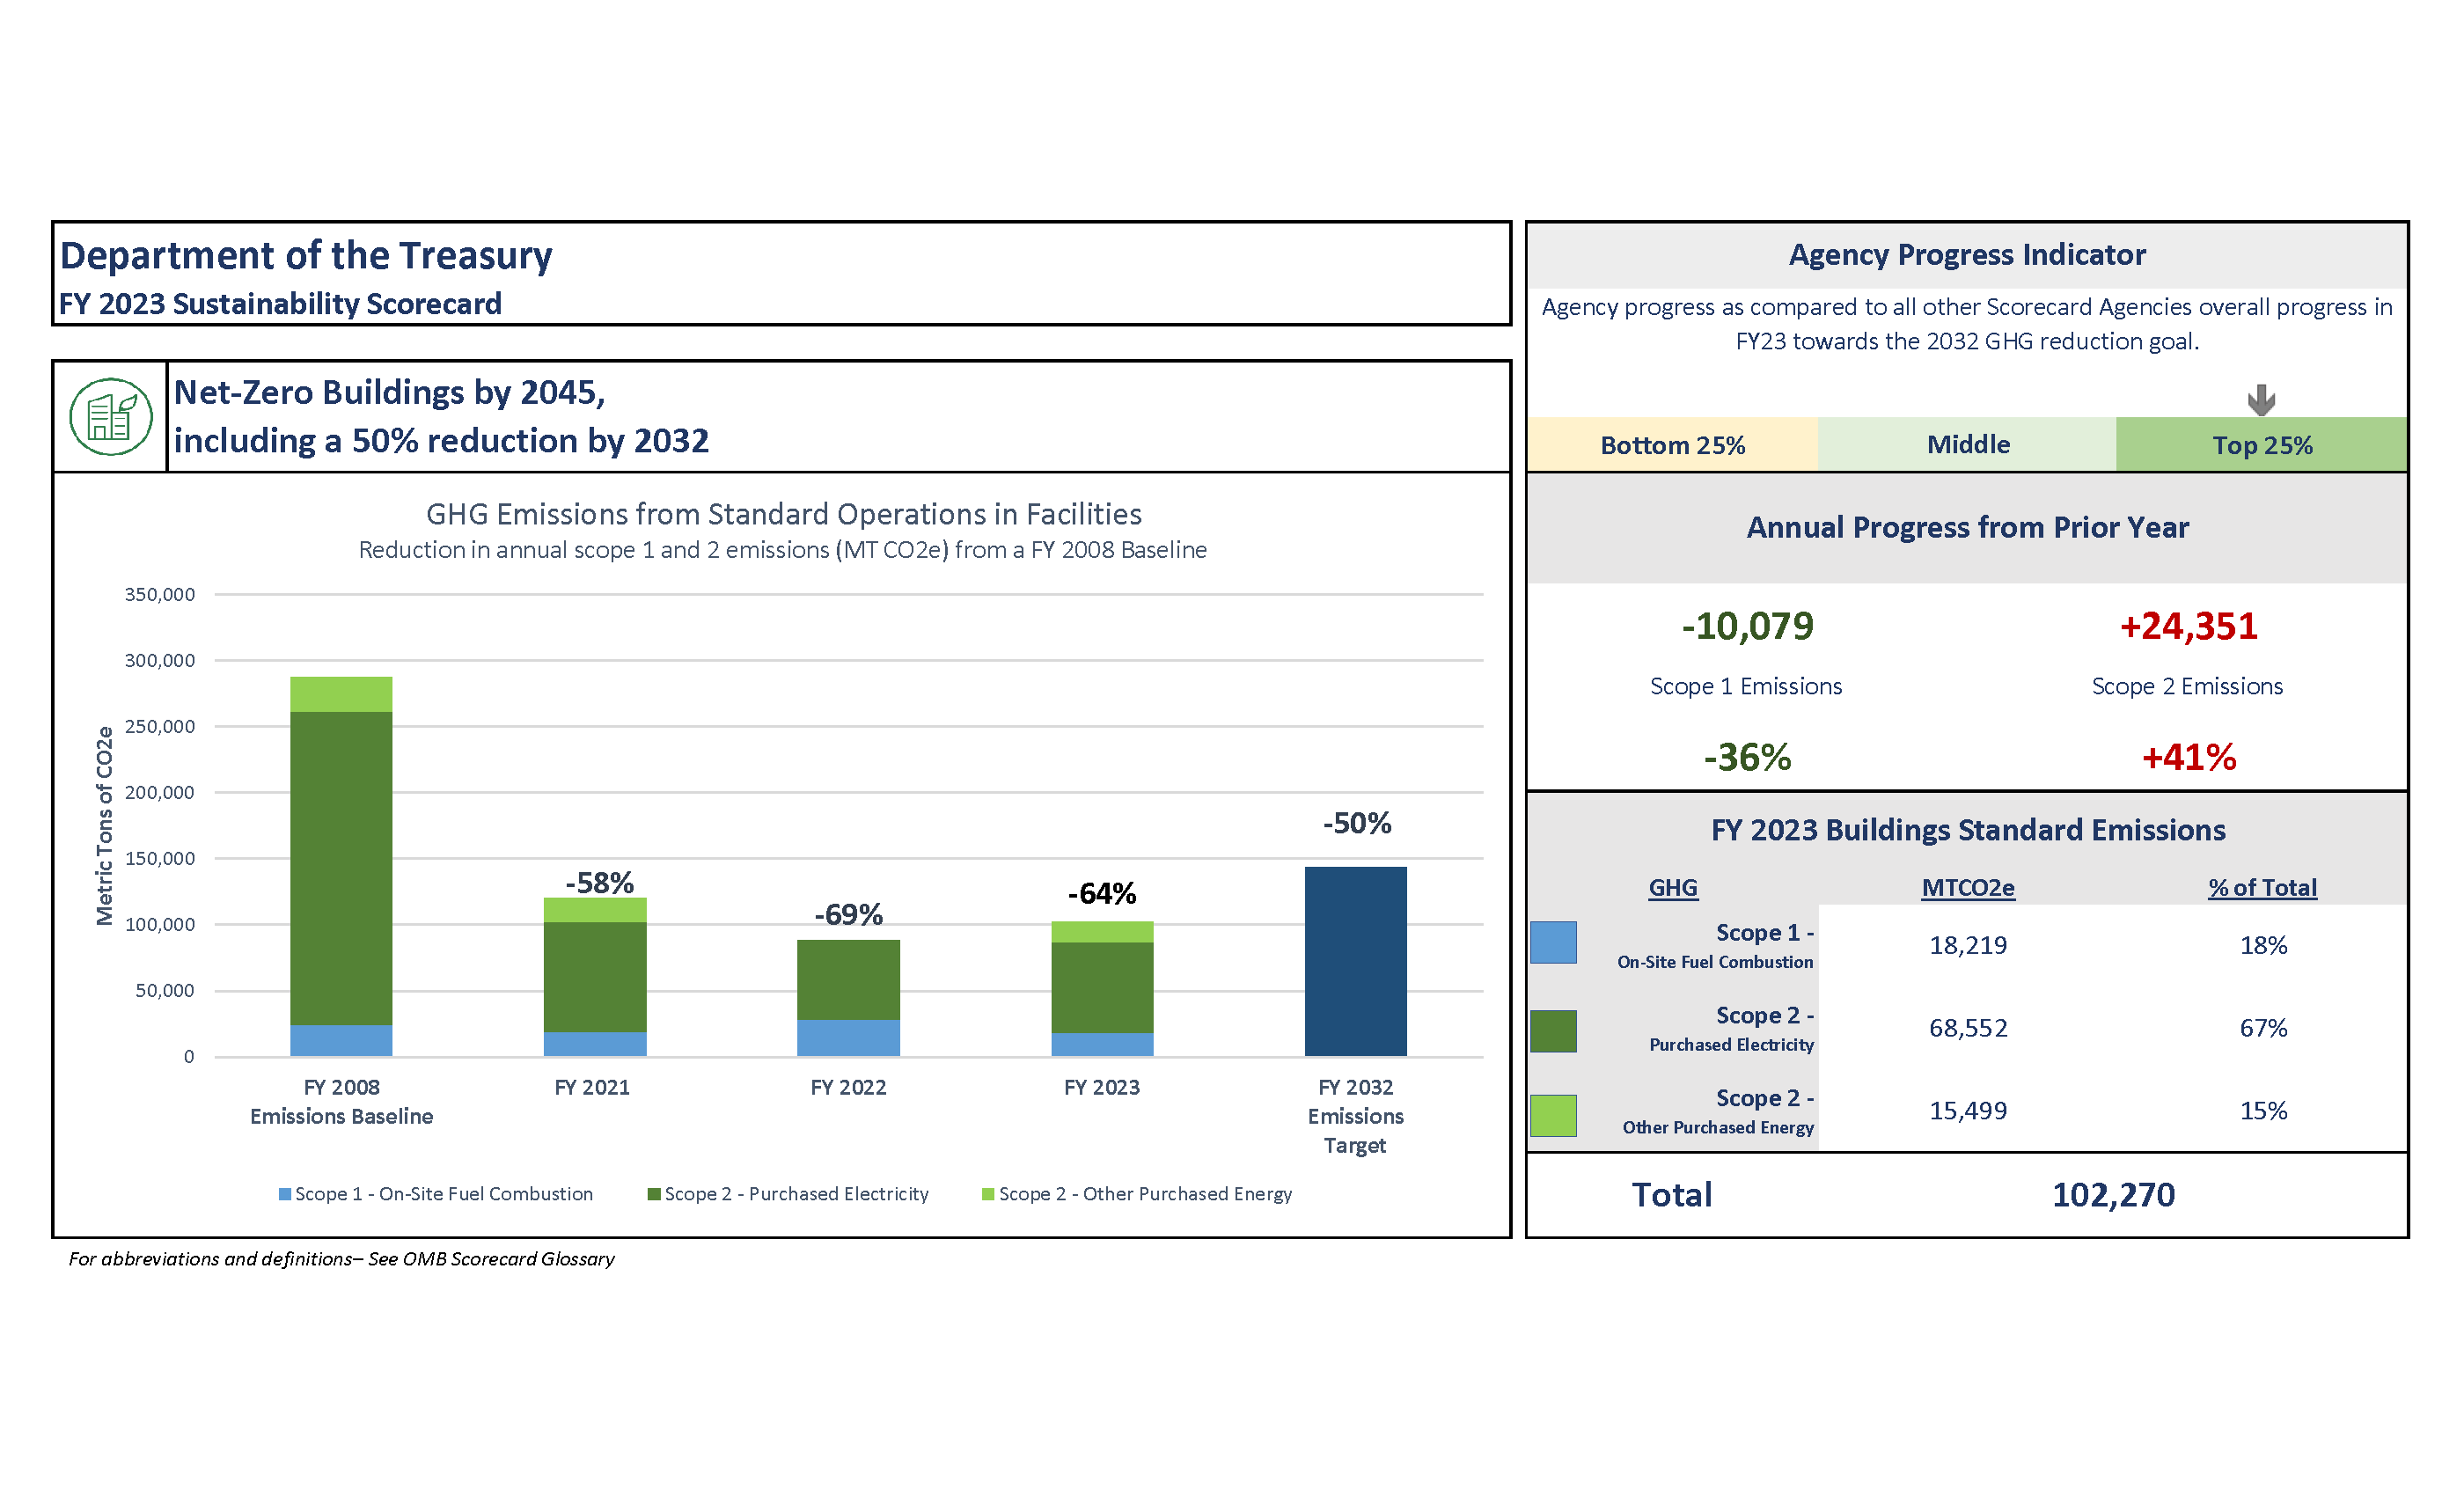 Department of the Treasury
FY 2023 Sustainability Scorecard
Net-Zero Buildings by 2045,
including a 50% reduction by 2032
GHG Emissions from Standard Operations in Facilities
Reduction in annual scope 1 and 2 emissions (MT CO2e) from a FY 2008 Baseline
Metric Tons of CO2e
350,000
300,000
250,000
200,000
150,000
100,000
50,000
0
-58%
-69%
-64%
-50%
FY 2008
Emissions Baseline
FY 2021
FY 2022
FY 2023
FY 2032
Emissions
Target
Scope 1 - On-Site Fuel Combustion
Scope 2 - Purchased Electricity
Scope 2 - Other Purchased Energy
For abbreviations and definitions– See OMB Scorecard Glossary
Agency Progress Indicator
Agency progress as compared to all other Scorecard Agencies overall progress in
FY23 towards the 2032 GHG reduction goal.
Bottom 25% Middle Top 25%
Annual Progress from Prior Year
-10,079 +24,351
Scope 1 Emissions Scope 2 Emissions
-36% +41%
FY 2023 Buildings Standard Emissions
GHG MTCO2e % of Total
Scope 1 -
On-Site Fuel Combustion
18,219 18%
Scope 2 -
Purchased Electricity
68,552 67%
Scope 2 -
Other Purchased Energy
15,499 15%
Total 102,270